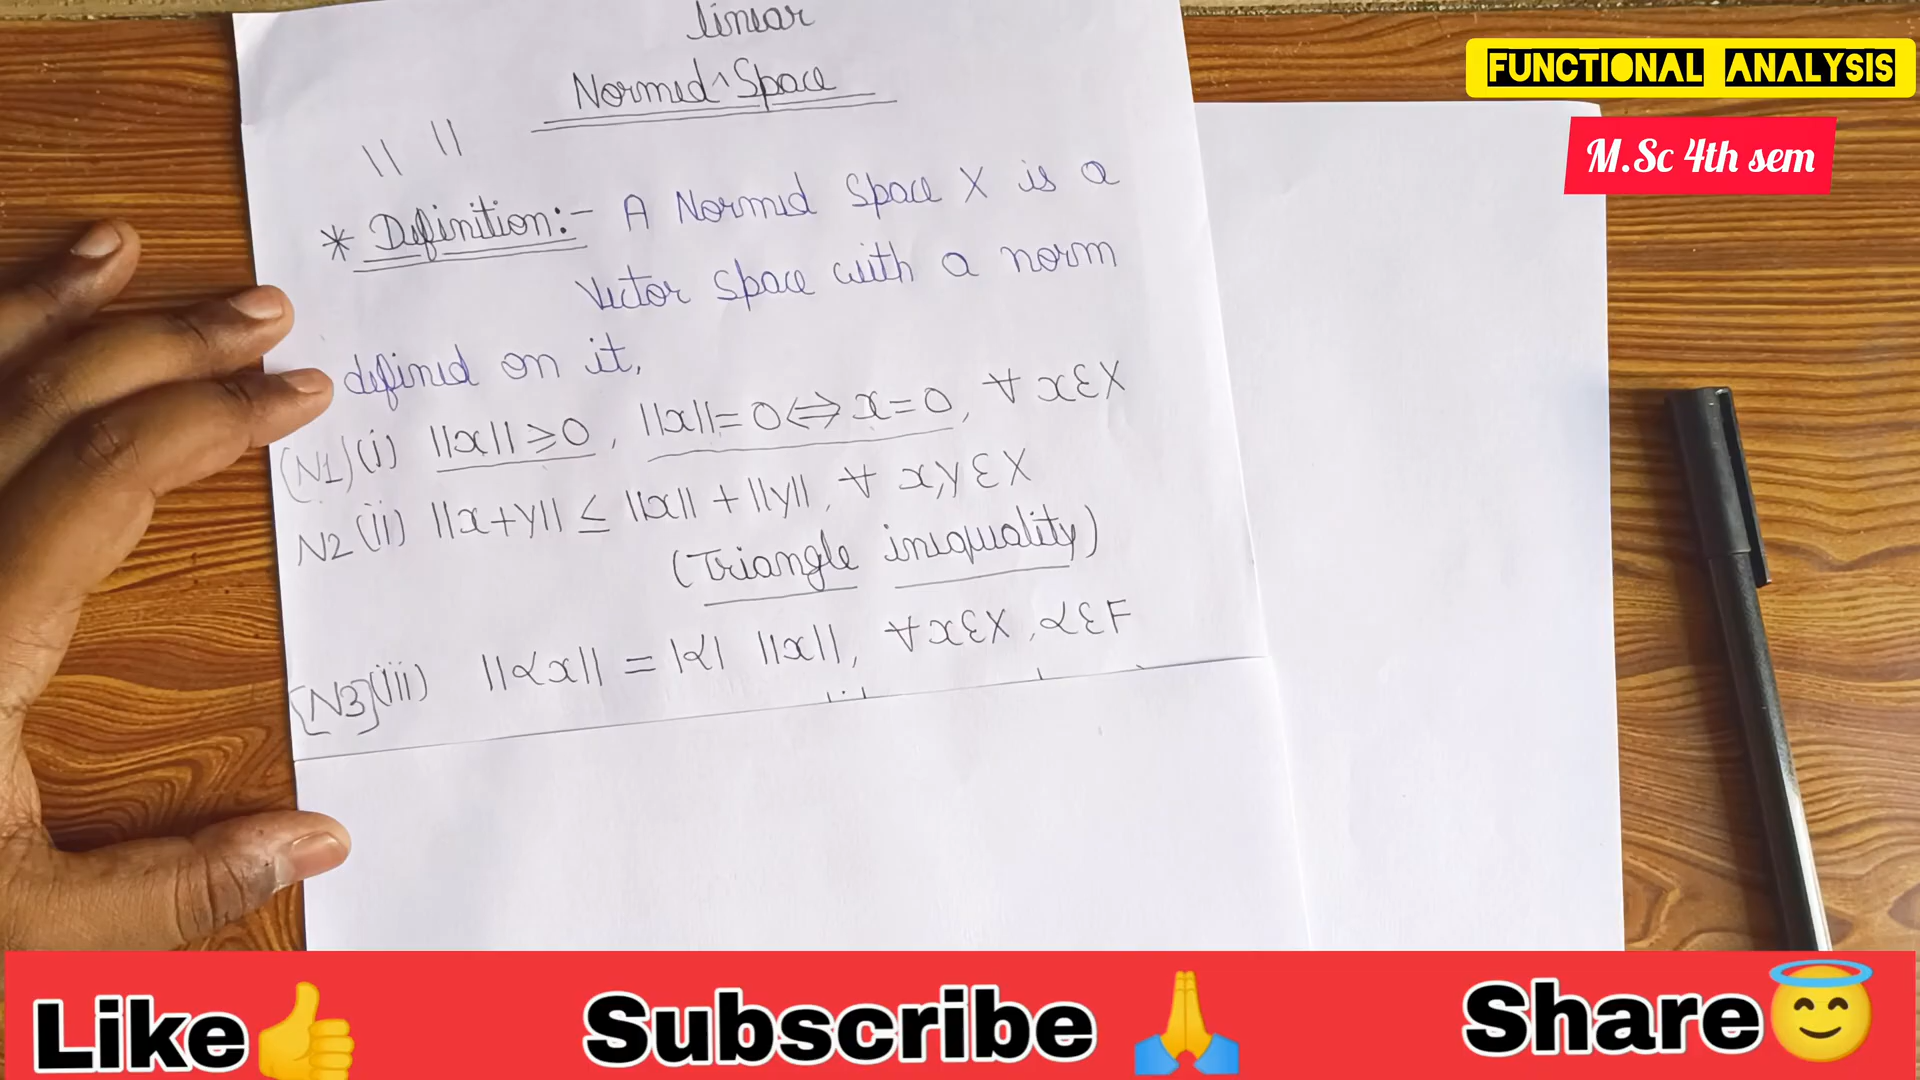 linear
Normed ^ Space
|| ||
* Definition:- A Normed Space X is a
Vector space with a norm
defined on it,
(N1) (i) ||x|| ⩾ 0, ||x|| = 0 ⇔ x = 0, ∀ x ∈ X
N2 (ii) ||x+y|| ≤ ||x|| + ||y||, ∀ x,y ∈ X
(Triangle inequality)
[N3] (iii) ||αx|| = |α| ||x||, ∀ x ∈ X, α ∈ F
FUNCTIONAL ANALYSIS
M.Sc 4th sem
Like👍 Subscribe 🙏 Share😇